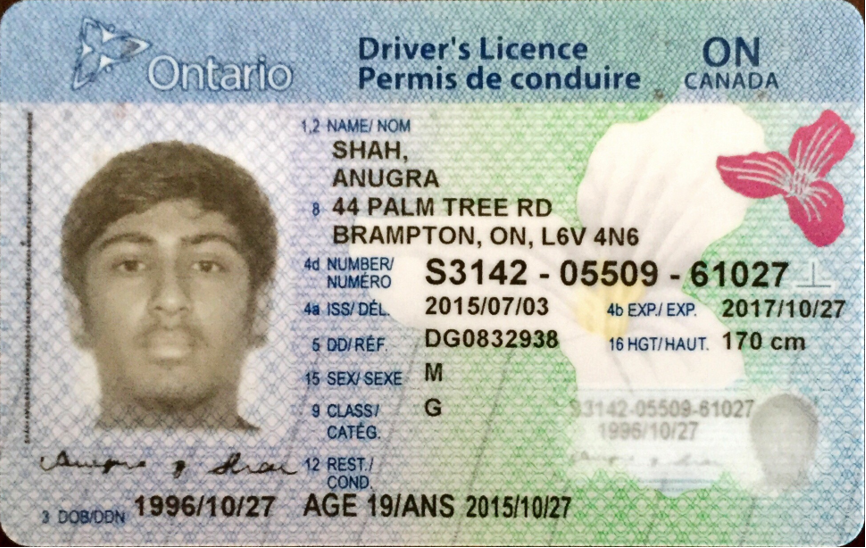 Ontario
Driver's Licence
Permis de conduire
ON
CANADA
1,2 NAME/ NOM
SHAH,
ANUGRA
8 44 PALM TREE RD
BRAMPTON, ON, L6V 4N6
4d NUMBER/
NUMÉRO S3142 - 05509 - 61027
4a ISS/ DÉL. 2015/07/03 4b EXP./ EXP. 2017/10/27
5 DD/RÉF. DG0832938 16 HGT/HAUT. 170 cm
15 SEX/ SEXE M
9 CLASS/
CATÉG. G
S3142-05509-61027
1996/10/27
12 REST./
COND.
3 DOB/DDN 1996/10/27 AGE 19/ANS 2015/10/27